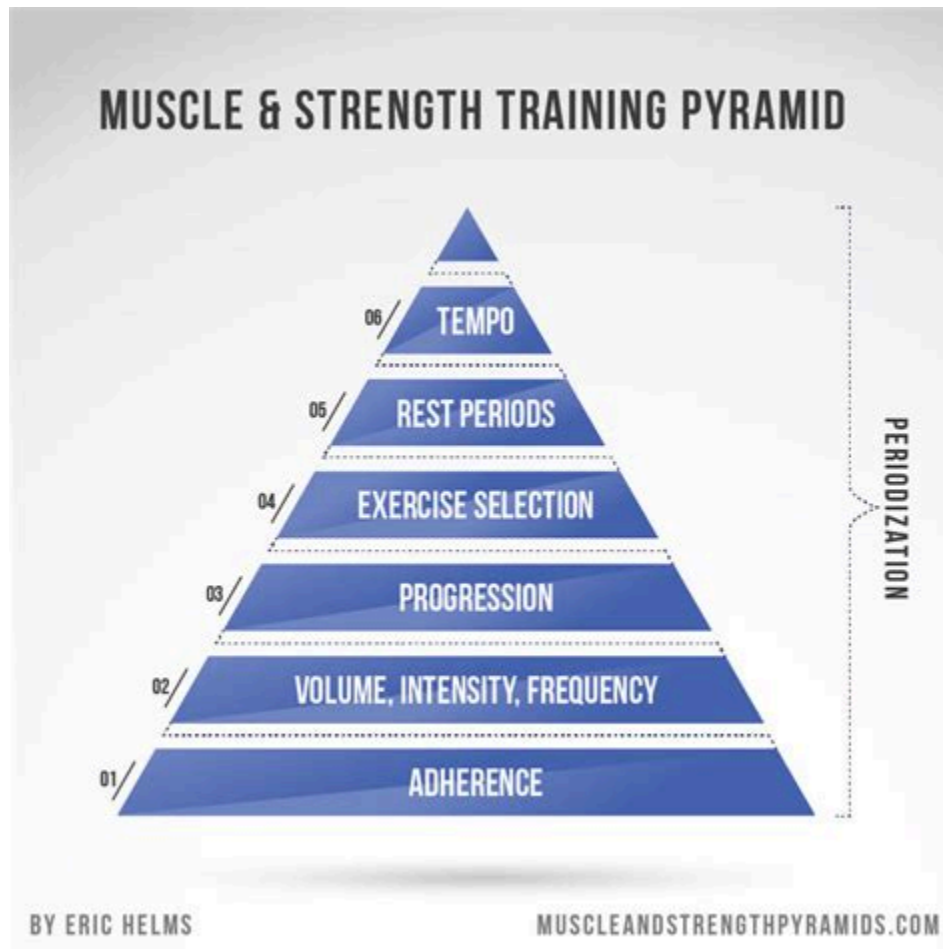 MUSCLE & STRENGTH TRAINING PYRAMID
06 TEMPO
05 REST PERIODS
04 EXERCISE SELECTION
03 PROGRESSION
02 VOLUME, INTENSITY, FREQUENCY
01 ADHERENCE
PERIODIZATION
BY ERIC HELMS
MUSCLEANDSTRENGTHPYRAMIDS.COM